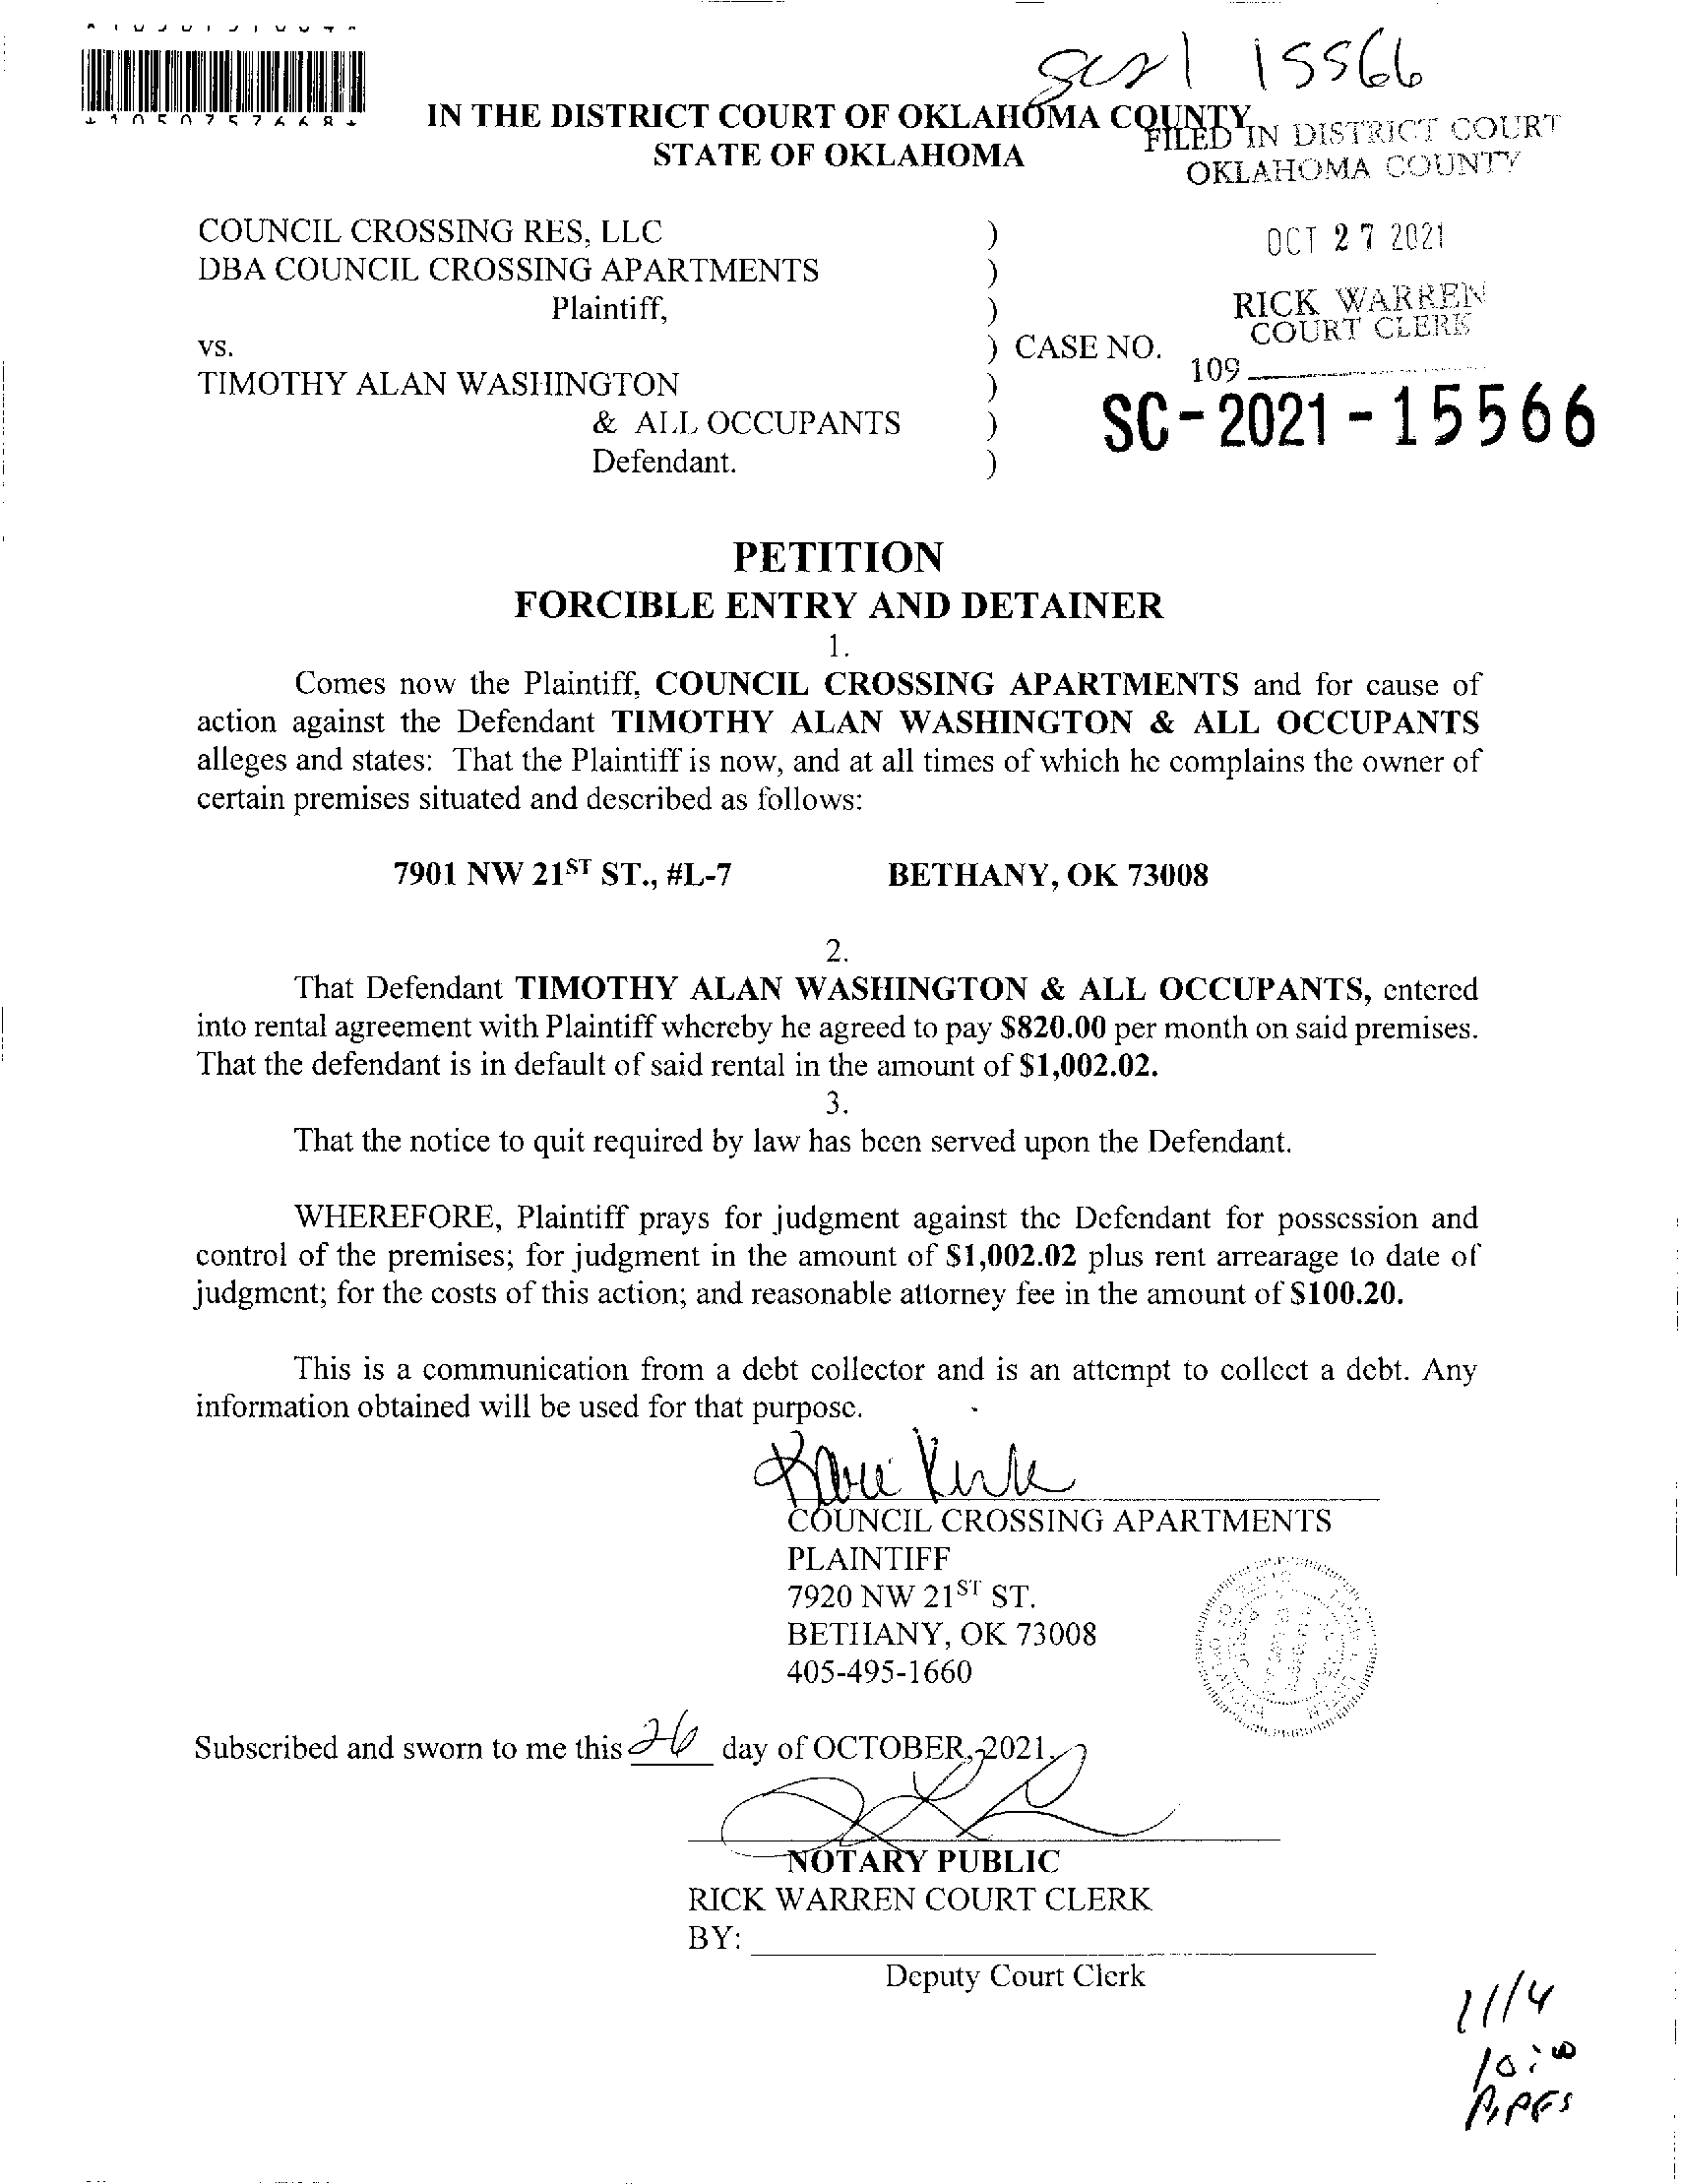 15566
IN THE DISTRICT COURT OF OKLAHOMA COUNTY
STATE OF OKLAHOMA
FILED IN DISTRICT COURT
OKLAHOMA COUNTY
COUNCIL CROSSING RES, LLC )
DBA COUNCIL CROSSING APARTMENTS )
OCT 27 2021
Plaintiff, )
RICK WARREN
COURT CLERK
vs. ) CASE NO.
109
TIMOTHY ALAN WASHINGTON )
SC-2021-15566
& ALL OCCUPANTS )
Defendant. )
PETITION
FORCIBLE ENTRY AND DETAINER
1.
Comes now the Plaintiff, COUNCIL CROSSING APARTMENTS and for cause of
action against the Defendant TIMOTHY ALAN WASHINGTON & ALL OCCUPANTS
alleges and states: That the Plaintiff is now, and at all times of which he complains the owner of
certain premises situated and described as follows:
7901 NW 21ST ST., #L-7 BETHANY, OK 73008
2.
That Defendant TIMOTHY ALAN WASHINGTON & ALL OCCUPANTS, entered
into rental agreement with Plaintiff whereby he agreed to pay $820.00 per month on said premises.
That the defendant is in default of said rental in the amount of $1,002.02.
3.
That the notice to quit required by law has been served upon the Defendant.
WHEREFORE, Plaintiff prays for judgment against the Defendant for possession and
control of the premises; for judgment in the amount of $1,002.02 plus rent arrearage to date of
judgment; for the costs of this action; and reasonable attorney fee in the amount of $100.20.
This is a communication from a debt collector and is an attempt to collect a debt. Any
information obtained will be used for that purpose.
COUNCIL CROSSING APARTMENTS
PLAINTIFF
7920 NW 21ST ST.
BETHANY, OK 73008
405-495-1660
Subscribed and sworn to me this 26 day of OCTOBER, 2021.
NOTARY PUBLIC
RICK WARREN COURT CLERK
BY:
Deputy Court Clerk
11/4
10:00